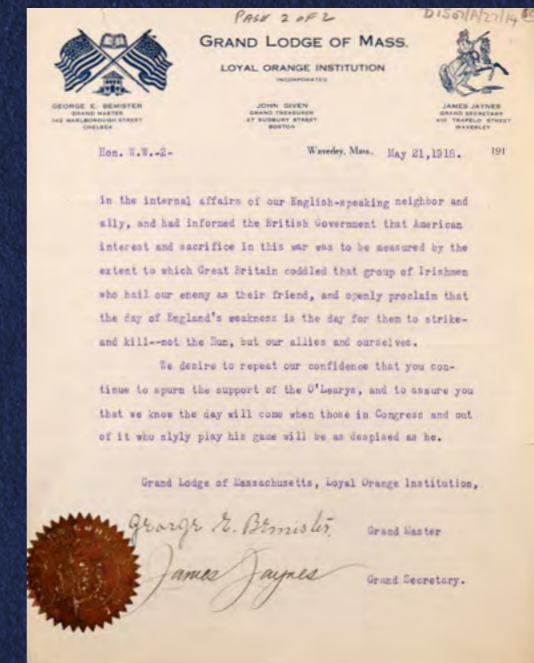 PAGE 2 OF 2
GRAND LODGE OF MASS.
LOYAL ORANGE INSTITUTION
INCORPORATED
GEORGE E. BEMISTER
GRAND MASTER
MARLBOROUGH STREET
CHELSEA
JOHN GIVEN
GRAND TREASURER
27 SUDBURY STREET
BOSTON
JAMES JAYNES
GRAND SECRETARY
TRAPELO STREET
WAVERLEY
Hon. W.W.-2-
Waverley, Mass. May 21,1918. 191
in the internal affairs of our English-speaking neighbor and
ally, and had informed the British Government that American
interest and sacrifice in this war was to be measured by the
extent to which Great Britain coddled that group of Irishmen
who hail our enemy as their friend, and openly proclaim that
the day of England's weakness is the day for them to strike-
and kill--not the Hun, but our allies and ourselves.
We desire to repeat our confidence that you con-
tinue to spurn the support of the O'Learys, and to assure you
that we know the day will come when those in Congress and out
of it who slyly play his game will be as despised as he.
Grand Lodge of Massachusetts, Loyal Orange Institution,
George E. Bemister
Grand Master
James Jaynes
Grand Secretary.